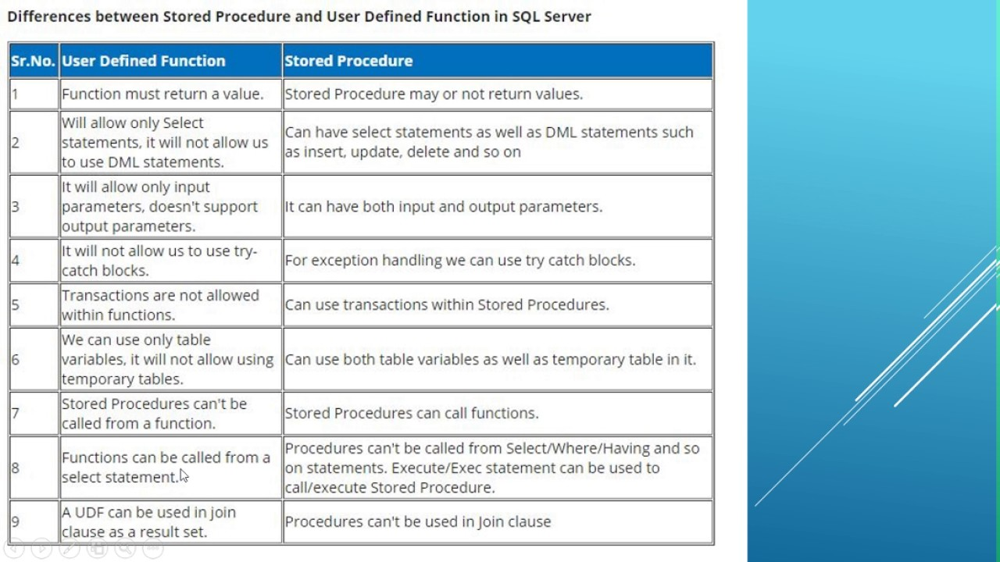 Differences between Stored Procedure and User Defined Function in SQL Server
Sr.No. User Defined Function Stored Procedure
1 Function must return a value. Stored Procedure may or not return values.
2
Will allow only Select
statements, it will not allow us
to use DML statements.
Can have select statements as well as DML statements such
as insert, update, delete and so on
3
It will allow only input
parameters, doesn't support
output parameters.
It can have both input and output parameters.
4
It will not allow us to use try-
catch blocks.
For exception handling we can use try catch blocks.
5
Transactions are not allowed
within functions.
Can use transactions within Stored Procedures.
6
We can use only table
variables, it will not allow using
temporary tables.
Can use both table variables as well as temporary table in it.
7
Stored Procedures can't be
called from a function.
Stored Procedures can call functions.
8
Functions can be called from a
select statement.
Procedures can't be called from Select/Where/Having and so
on statements. Execute/Exec statement can be used to
call/execute Stored Procedure.
9
A UDF can be used in join
clause as a result set.
Procedures can't be used in Join clause